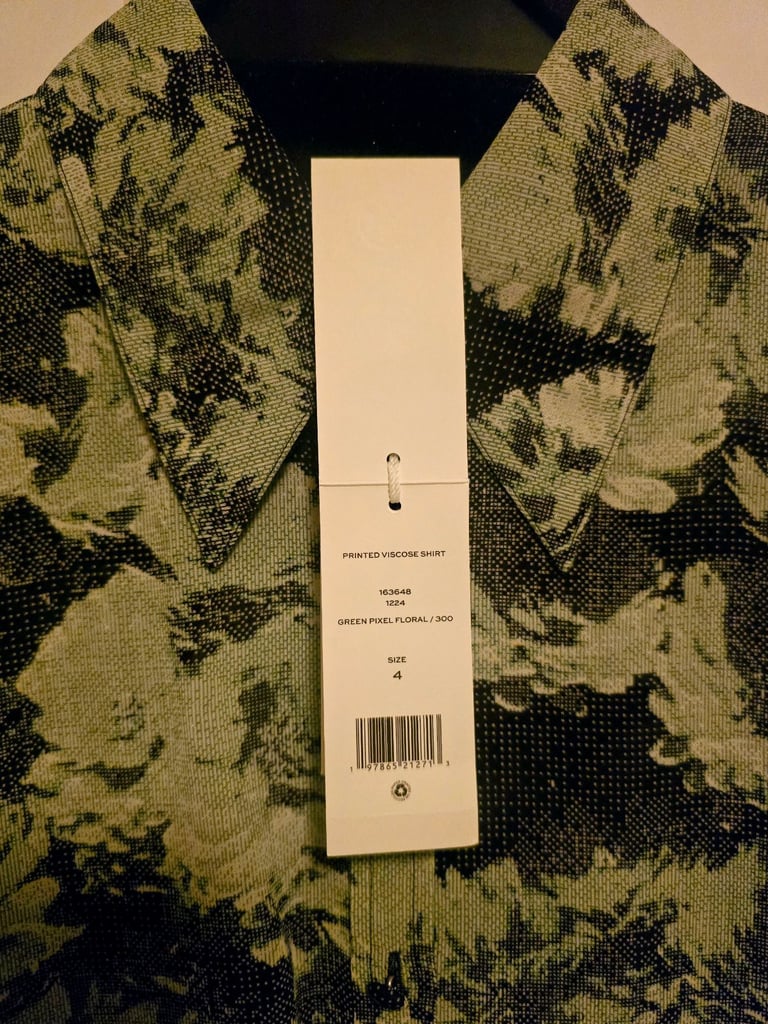 PRINTED VISCOSE SHIRT
163648
1224
GREEN PIXEL FLORAL / 300
SIZE
4
1 97865 21271 3